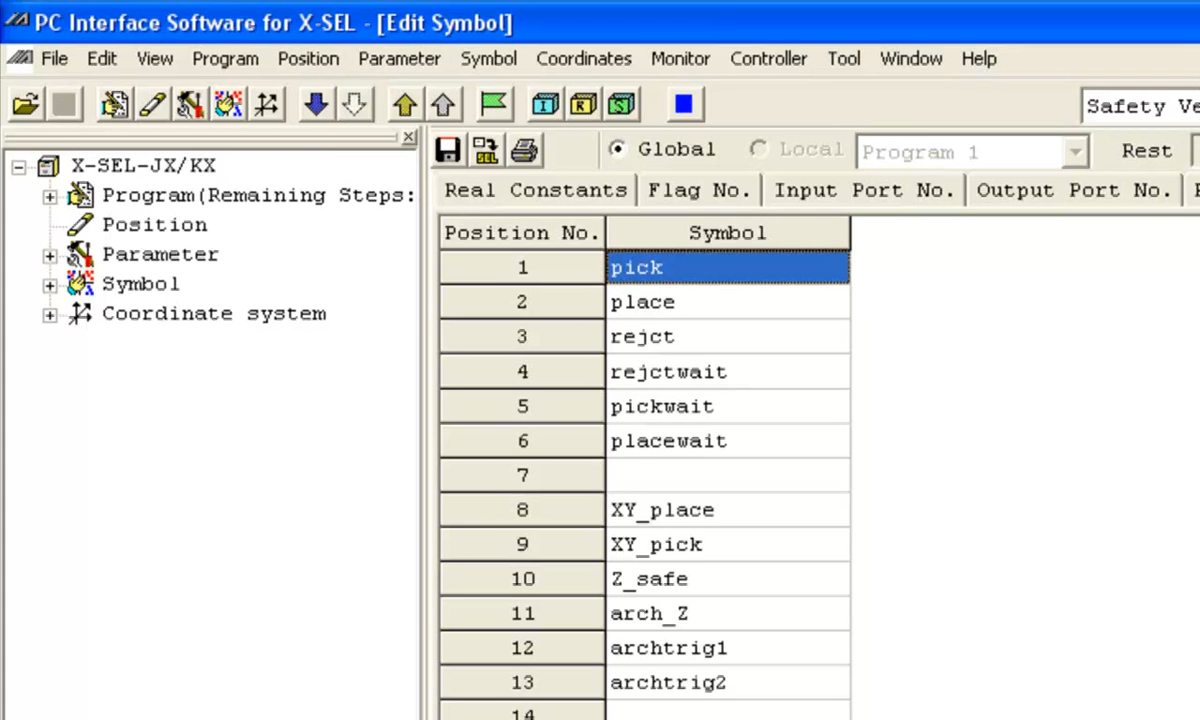 PC Interface Software for X-SEL - [Edit Symbol]
File Edit View Program Position Parameter Symbol Coordinates Monitor Controller Tool Window Help
I R S Safety Ve
SEL Global Local Program 1 Rest
X-SEL-JX/KX
Program(Remaining Steps:
Position
Parameter
Symbol
Coordinate system
Real Constants Flag No. Input Port No. Output Port No.
Position No. Symbol
1 pick
2 place
3 rejct
4 rejctwait
5 pickwait
6 placewait
7
8 XY_place
9 XY_pick
10 Z_safe
11 arch_Z
12 archtrig1
13 archtrig2
14